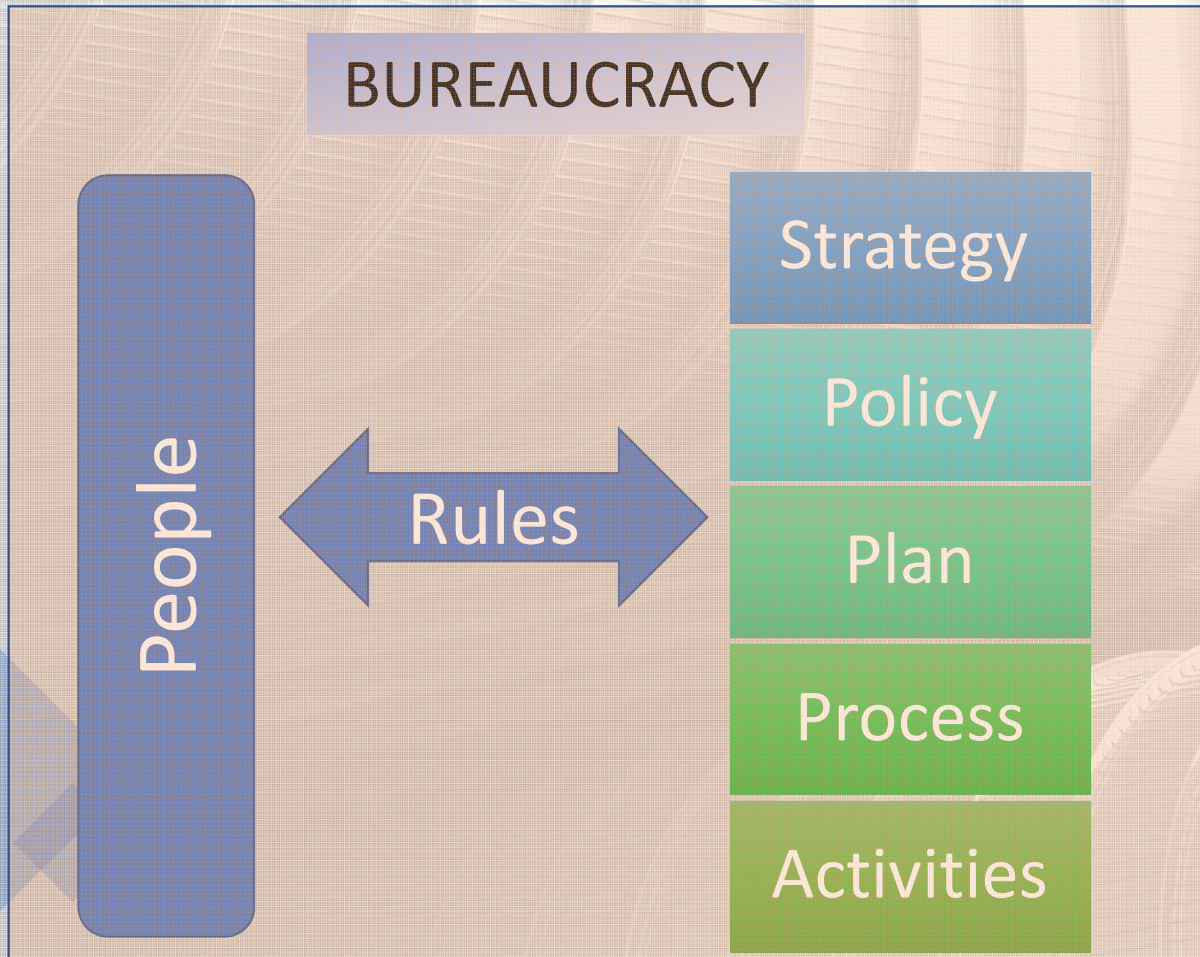 BUREAUCRACY
People
Rules
Strategy
Policy
Plan
Process
Activities